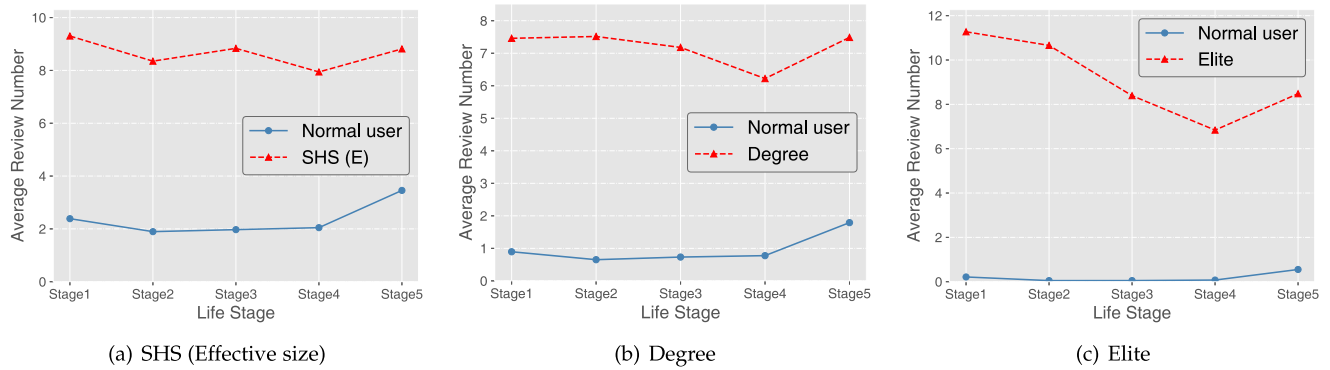 Average Review Number
10
8
6
4
2
0
Normal user
SHS (E)
Stage1 Stage2 Stage3 Stage4 Stage5
Life Stage
(a) SHS (Effective size)
Average Review Number
8
7
6
5
4
3
2
1
0
Normal user
Degree
Stage1 Stage2 Stage3 Stage4 Stage5
Life Stage
(b) Degree
Average Review Number
12
10
8
6
4
2
0
Normal user
Elite
Stage1 Stage2 Stage3 Stage4 Stage5
Life Stage
(c) Elite